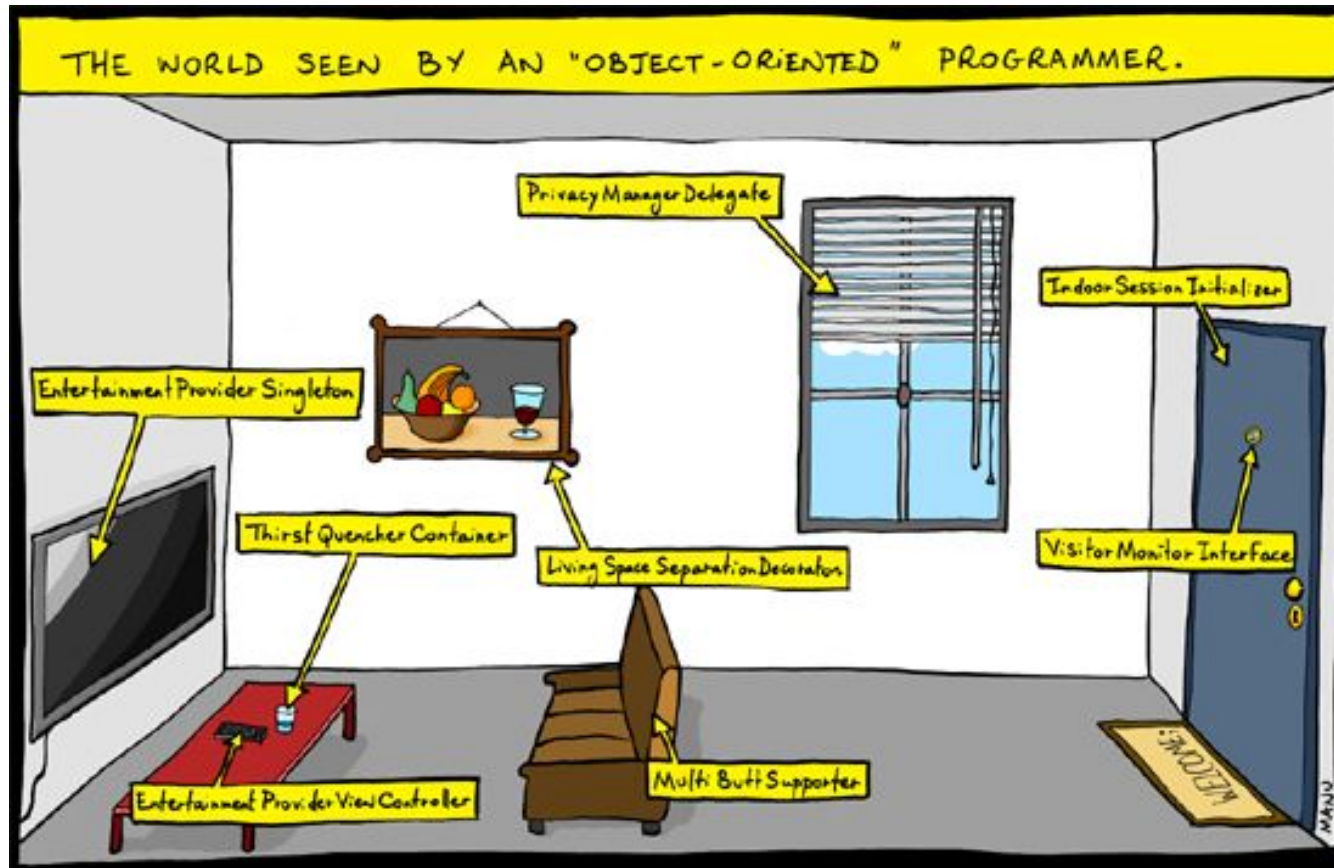 THE WORLD SEEN BY AN "OBJECT-ORIENTED" PROGRAMMER.
Privacy Manager Delegate
Indoor Session Initializer
Entertainment Provider Singleton
Thirst Quencher Container
Living Space Separation Decorator
Visitor Monitor Interface
Multi Butt Supporter
Entertainment Provider View Controller
WELCOME.
MANU